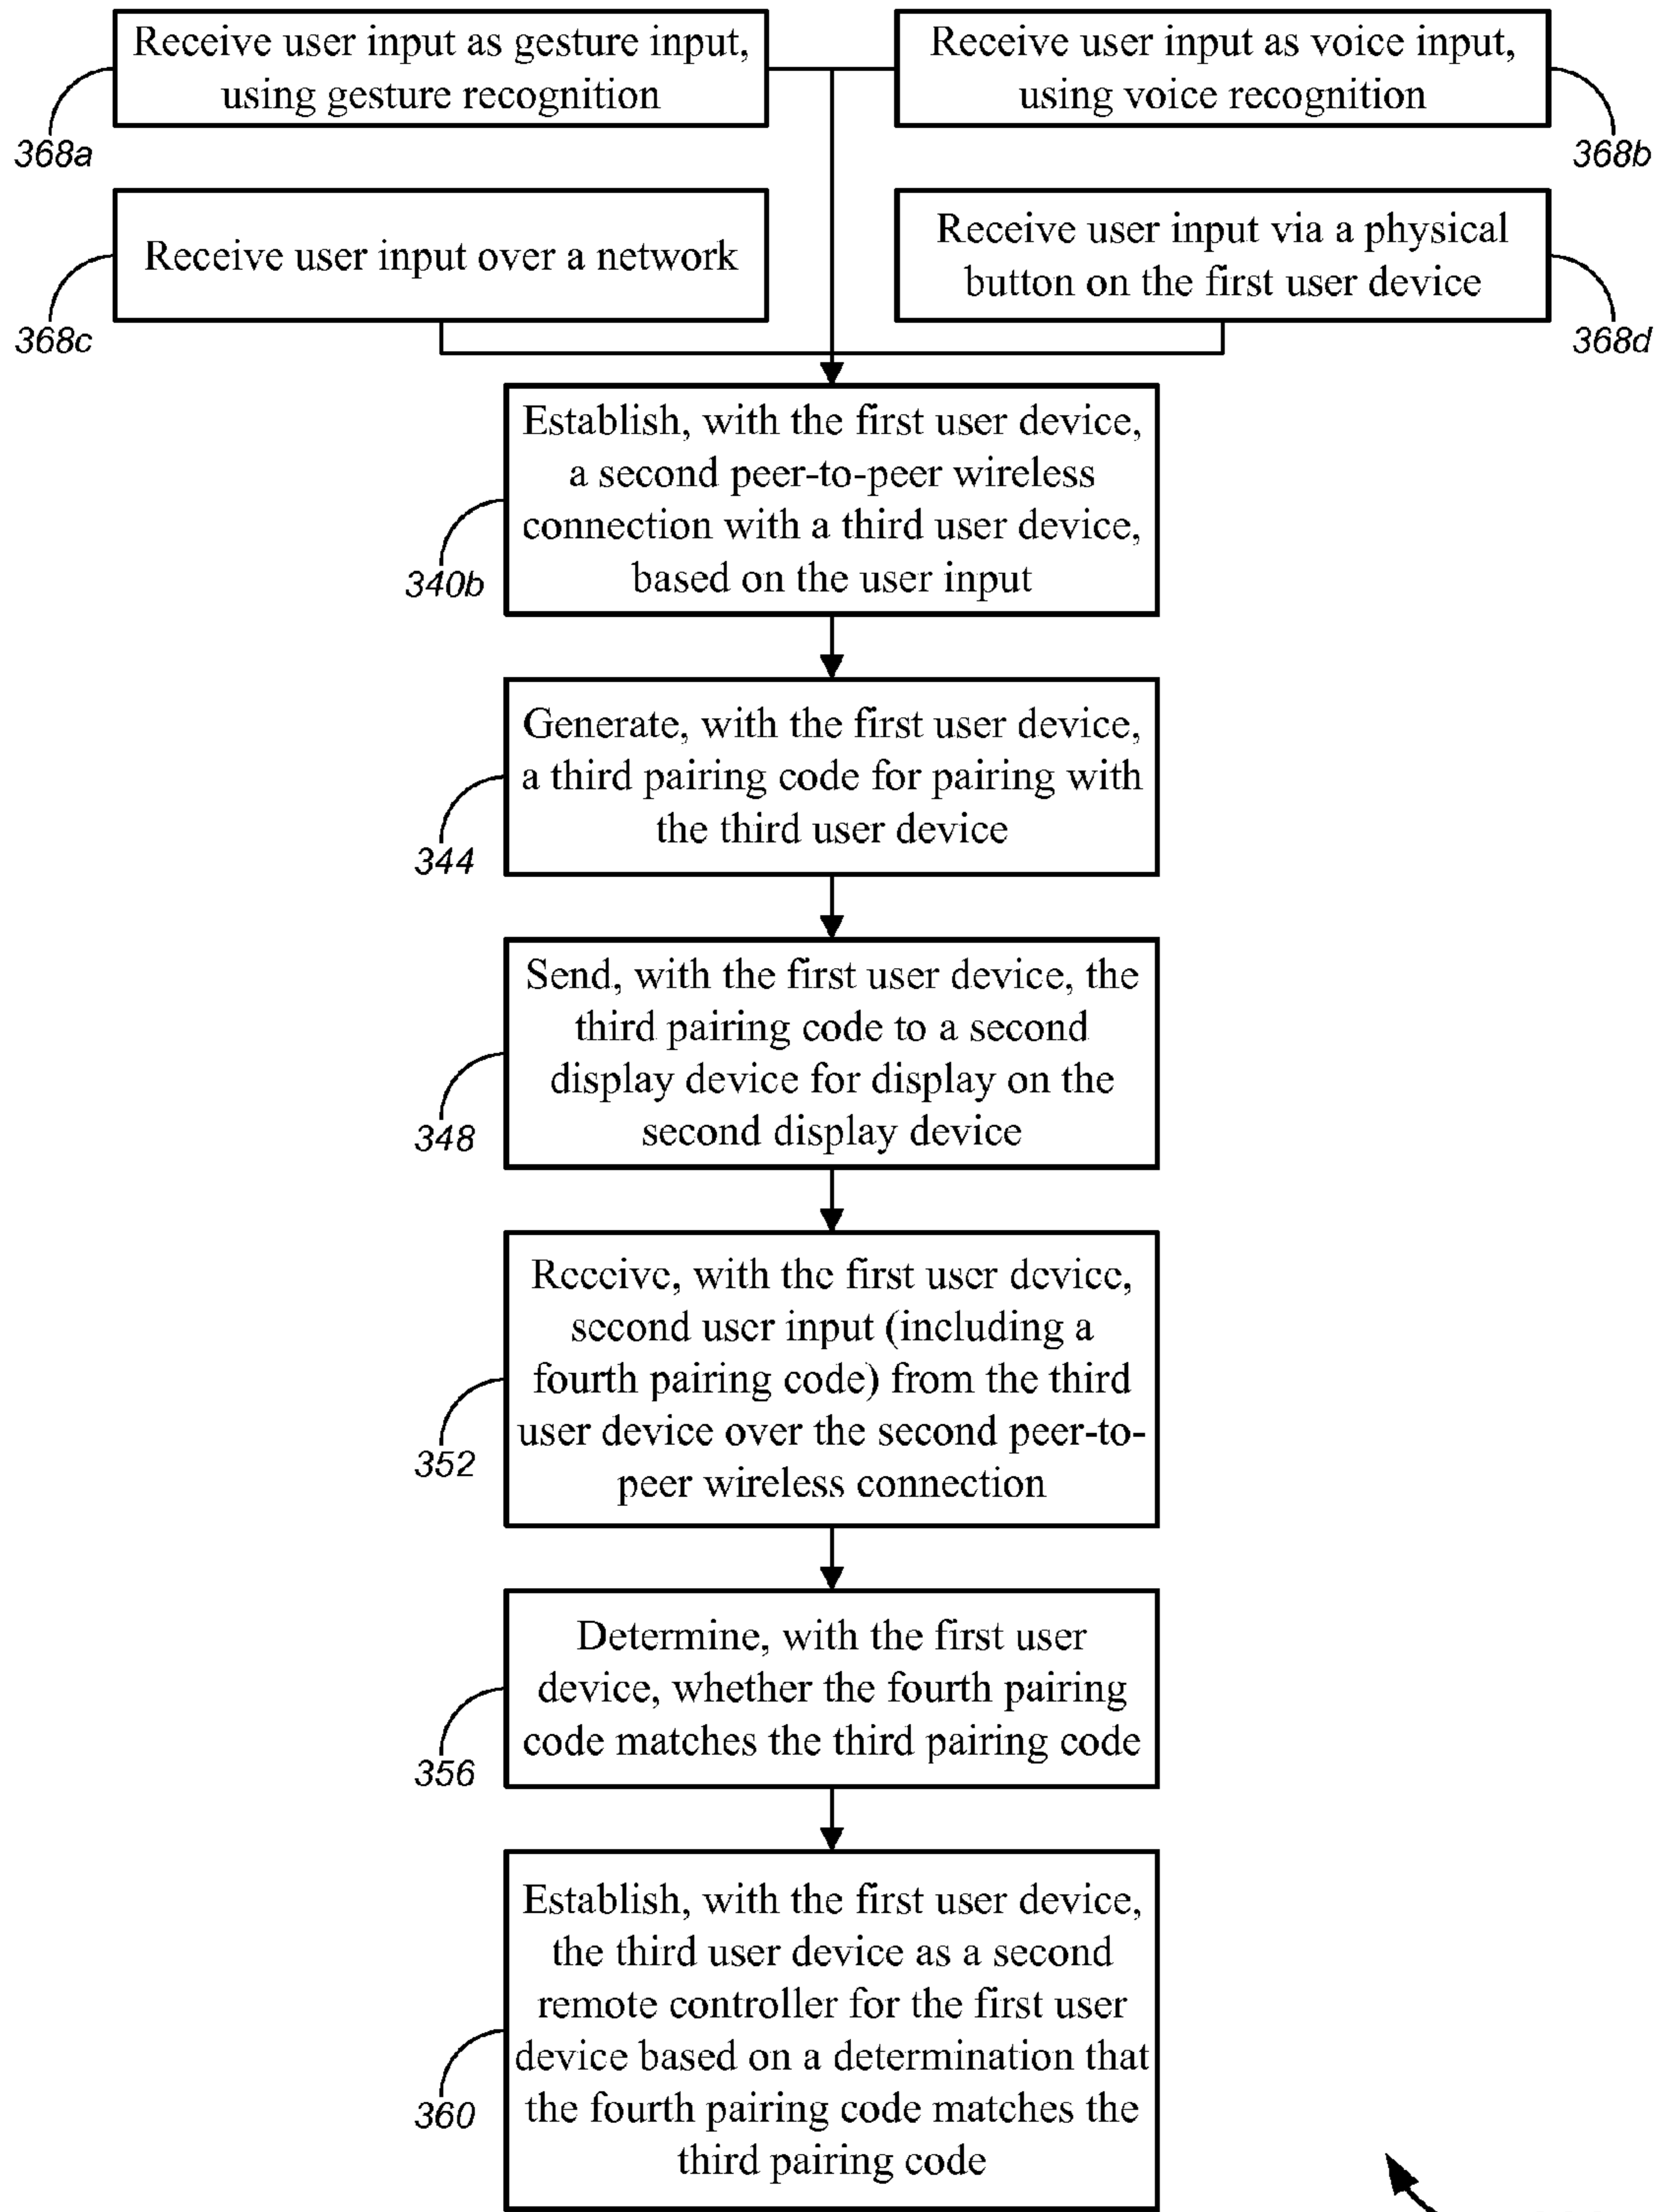 Receive user input as gesture input,
using gesture recognition
368a
Receive user input as voice input,
using voice recognition
368b
Receive user input over a network
368c
Receive user input via a physical
button on the first user device
368d
Establish, with the first user device,
a second peer-to-peer wireless
connection with a third user device,
based on the user input
340b
Generate, with the first user device,
a third pairing code for pairing with
the third user device
344
Send, with the first user device, the
third pairing code to a second
display device for display on the
second display device
348
Receive, with the first user device,
second user input (including a
fourth pairing code) from the third
user device over the second peer-to-
peer wireless connection
352
Determine, with the first user
device, whether the fourth pairing
code matches the third pairing code
356
Establish, with the first user device,
the third user device as a second
remote controller for the first user
device based on a determination that
the fourth pairing code matches the
third pairing code
360